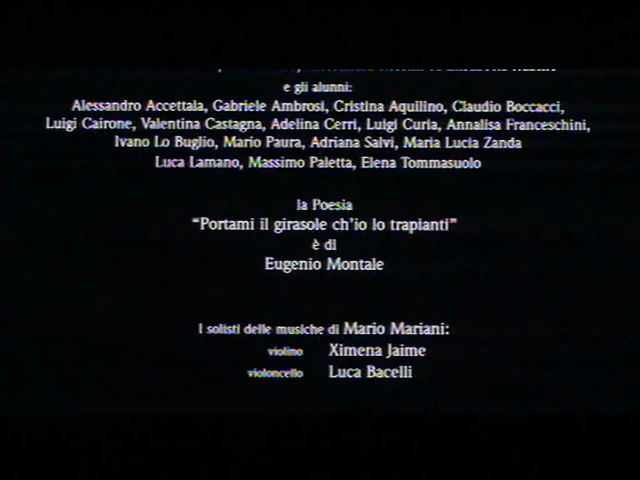 e gli alunni:
Alessandro Accettala, Gabriele Ambrosi, Cristina Aquilino, Claudio Boccacci,
Luigi Cairone, Valentina Castagna, Adelina Cerri, Luigi Curia, Annalisa Franceschini,
Ivano Lo Buglio, Mario Paura, Adriana Salvi, Maria Lucia Zanda
Luca Lamano, Massimo Paletta, Elena Tommasuolo
la Poesia
“Portami il girasole ch'io lo trapianti”
è di
Eugenio Montale
I solisti delle musiche di Mario Mariani:
violino Ximena Jaime
violoncello Luca Bacelli